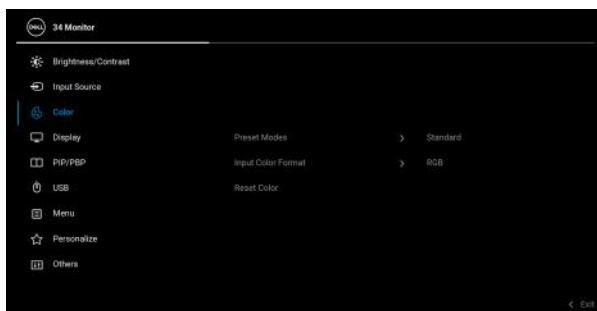 DELL 34 Monitor
Brightness/Contrast
Input Source
Color
Display Preset Modes > Standard
PIP/PBP Input Color Format > RGB
USB Reset Color
Menu
Personalize
Others
< Exit